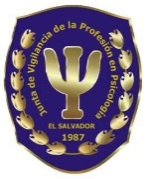 Junta de Vigilancia de la Profesión en Psicología
Ψ
EL SALVADOR
1987